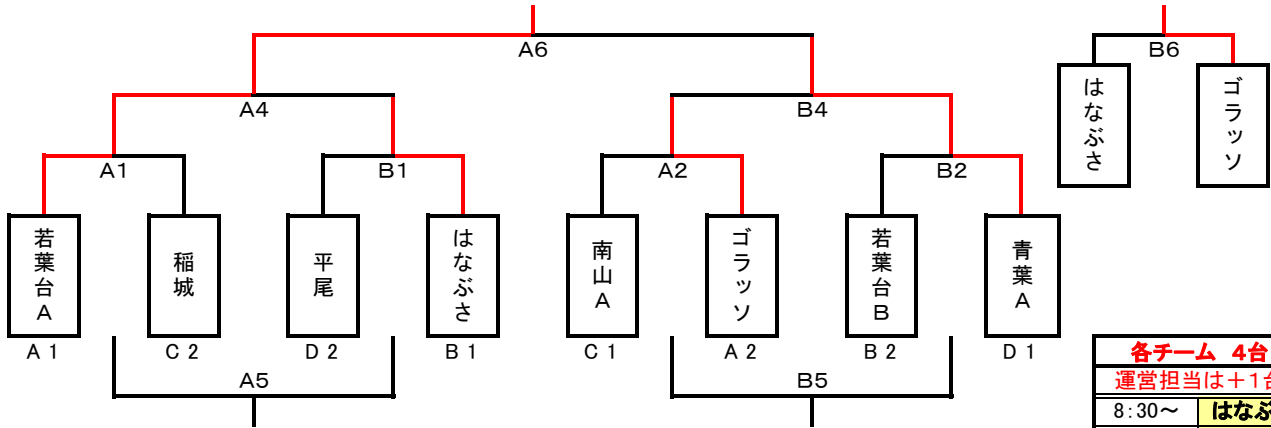 A6
B6
はなぶさ
ゴラッソ
A4
B4
A1
B1
A2
B2
若葉台A
稲城
平尾
はなぶさ
南山A
ゴラッソ
若葉台B
青葉A
A1
C2
D2
B1
C1
A2
B2
D1
A5
B5
各チーム 4台
運営担当は+1台
8:30~ はなぶ